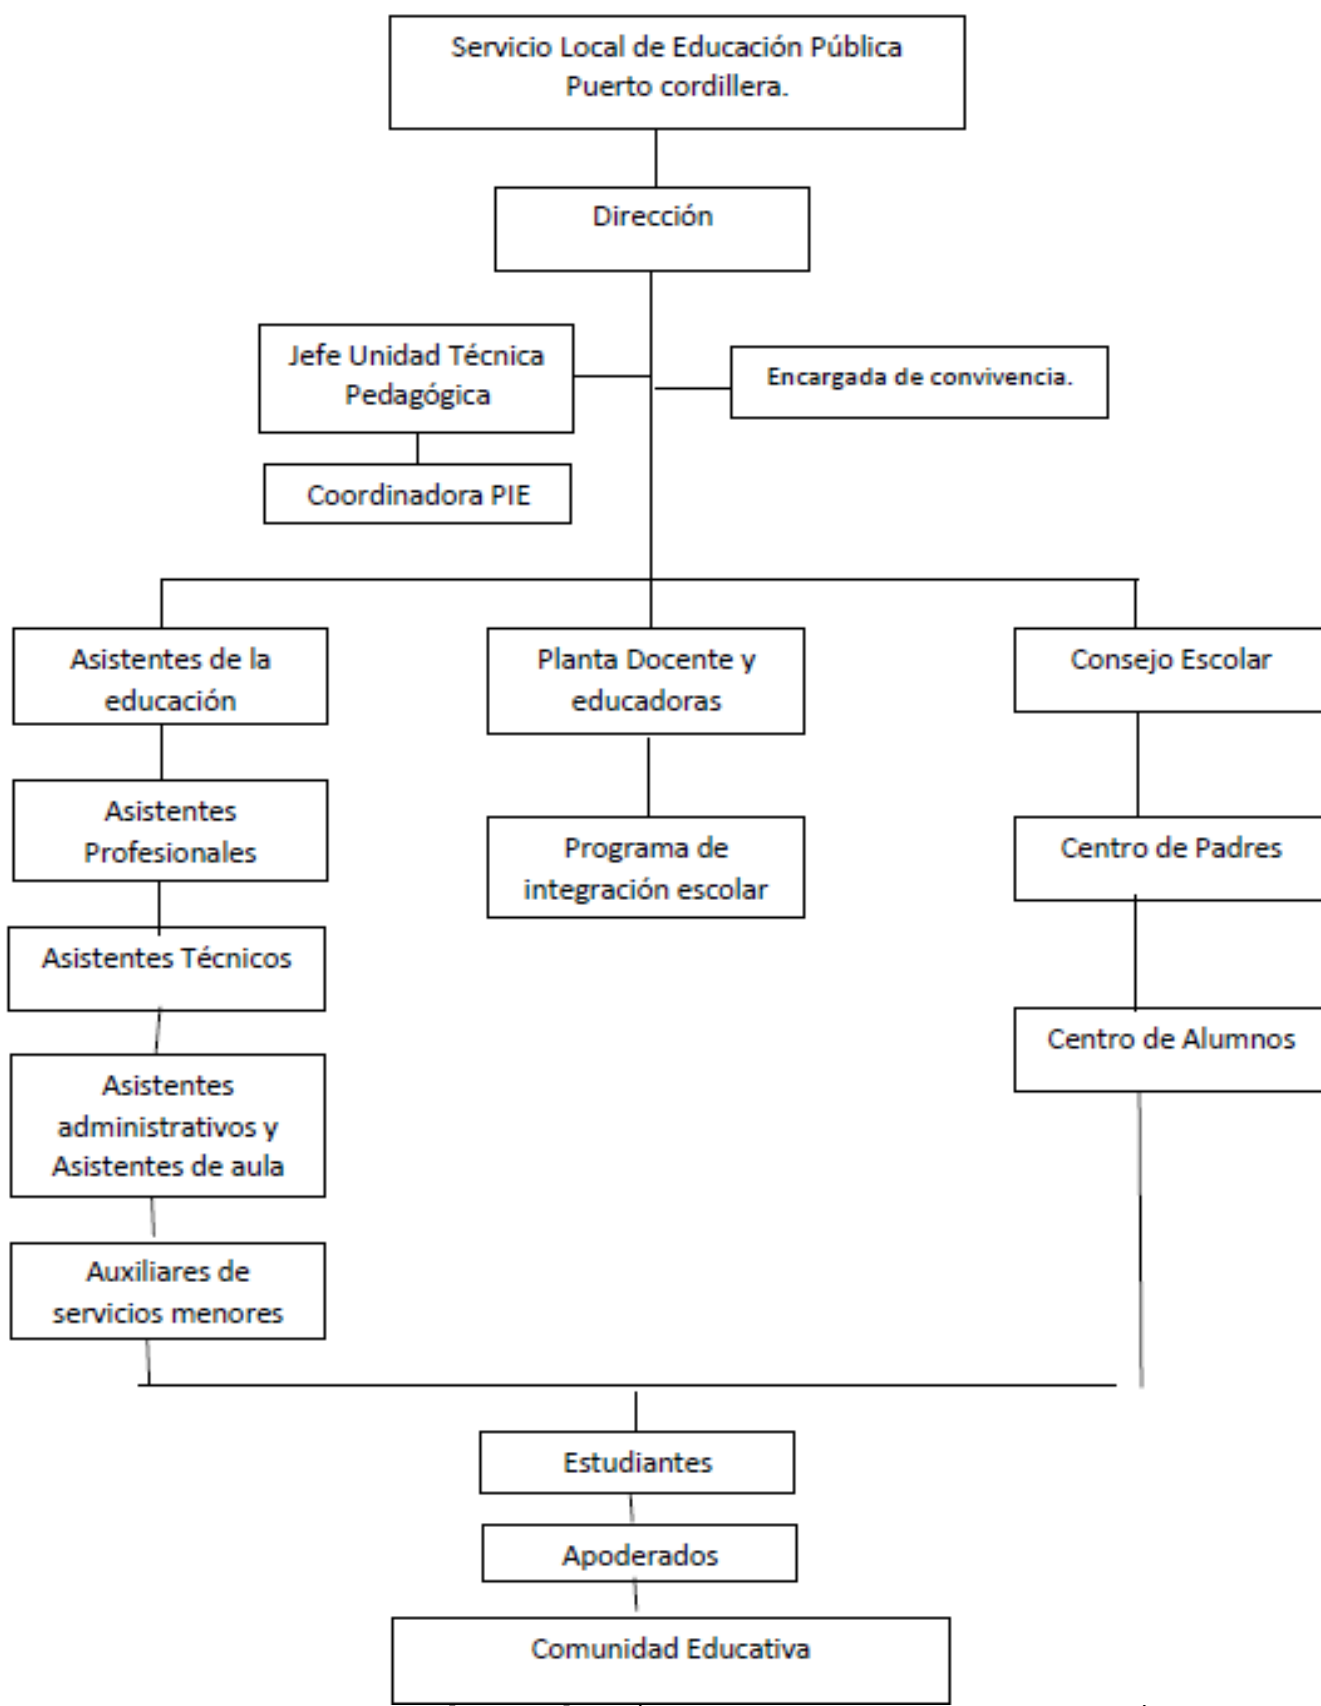 Servicio Local de Educación Pública
Puerto cordillera.
Dirección
Jefe Unidad Técnica
Pedagógica
Encargada de convivencia.
Coordinadora PIE
Asistentes de la
educación
Planta Docente y
educadoras
Consejo Escolar
Asistentes
Profesionales
Programa de
integración escolar
Centro de Padres
Asistentes Técnicos
Centro de Alumnos
Asistentes
administrativos y
Asistentes de aula
Auxiliares de
servicios menores
Estudiantes
Apoderados
Comunidad Educativa